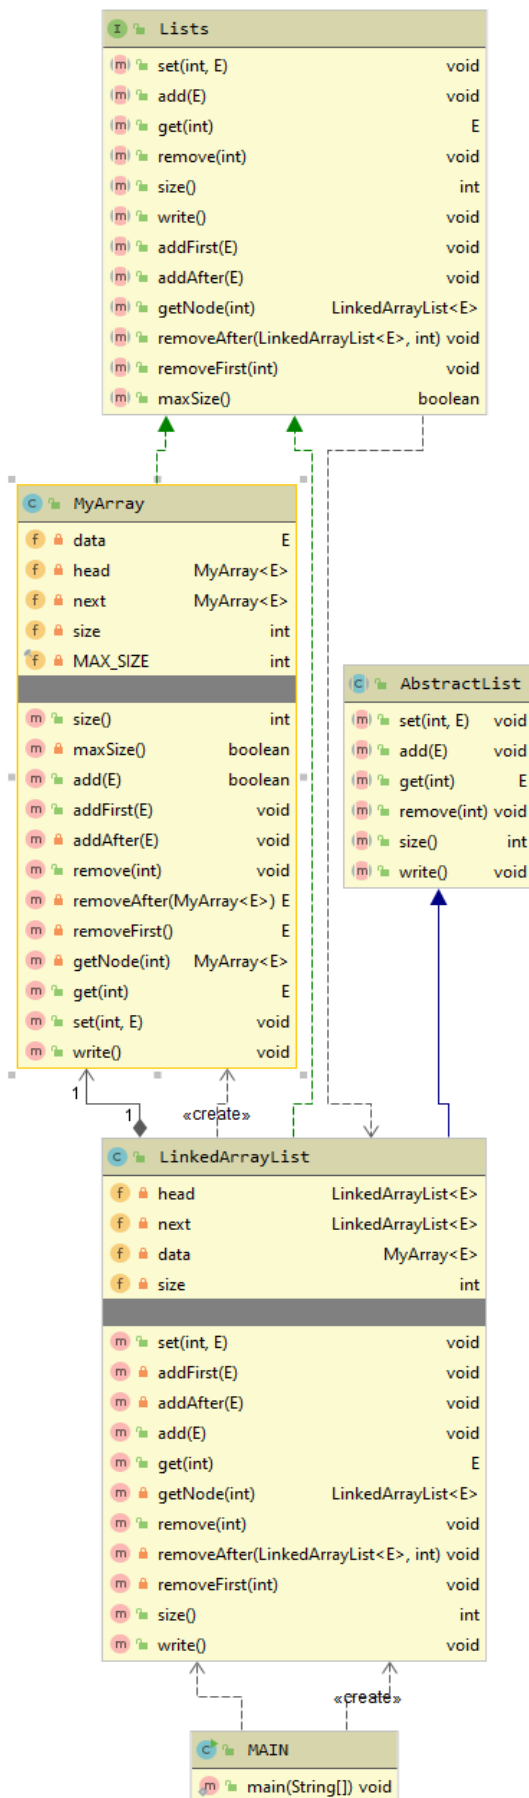 I Lists
m set(int, E) void
m add(E) void
m get(int) E
m remove(int) void
m size() int
m write() void
m addFirst(E) void
m addAfter(E) void
m getNode(int) LinkedArrayList<E>
m removeAfter(LinkedArrayList<E>, int) void
m removeFirst(int) void
m maxSize() boolean
C MyArray
f data E
f head MyArray<E>
f next MyArray<E>
f size int
f MAX_SIZE int
m size() int
m maxSize() boolean
m add(E) boolean
m addFirst(E) void
m addAfter(E) void
m remove(int) void
m removeAfter(MyArray<E>) E
m removeFirst() E
m getNode(int) MyArray<E>
m get(int) E
m set(int, E) void
m write() void
C AbstractList
m set(int, E) void
m add(E) void
m get(int) E
m remove(int) void
m size() int
m write() void
1
1
«create»
C LinkedArrayList
f head LinkedArrayList<E>
f next LinkedArrayList<E>
f data MyArray<E>
f size int
m set(int, E) void
m addFirst(E) void
m addAfter(E) void
m add(E) void
m get(int) E
m getNode(int) LinkedArrayList<E>
m remove(int) void
m removeAfter(LinkedArrayList<E>, int) void
m removeFirst(int) void
m size() int
m write() void
«create»
C MAIN
m main(String[]) void